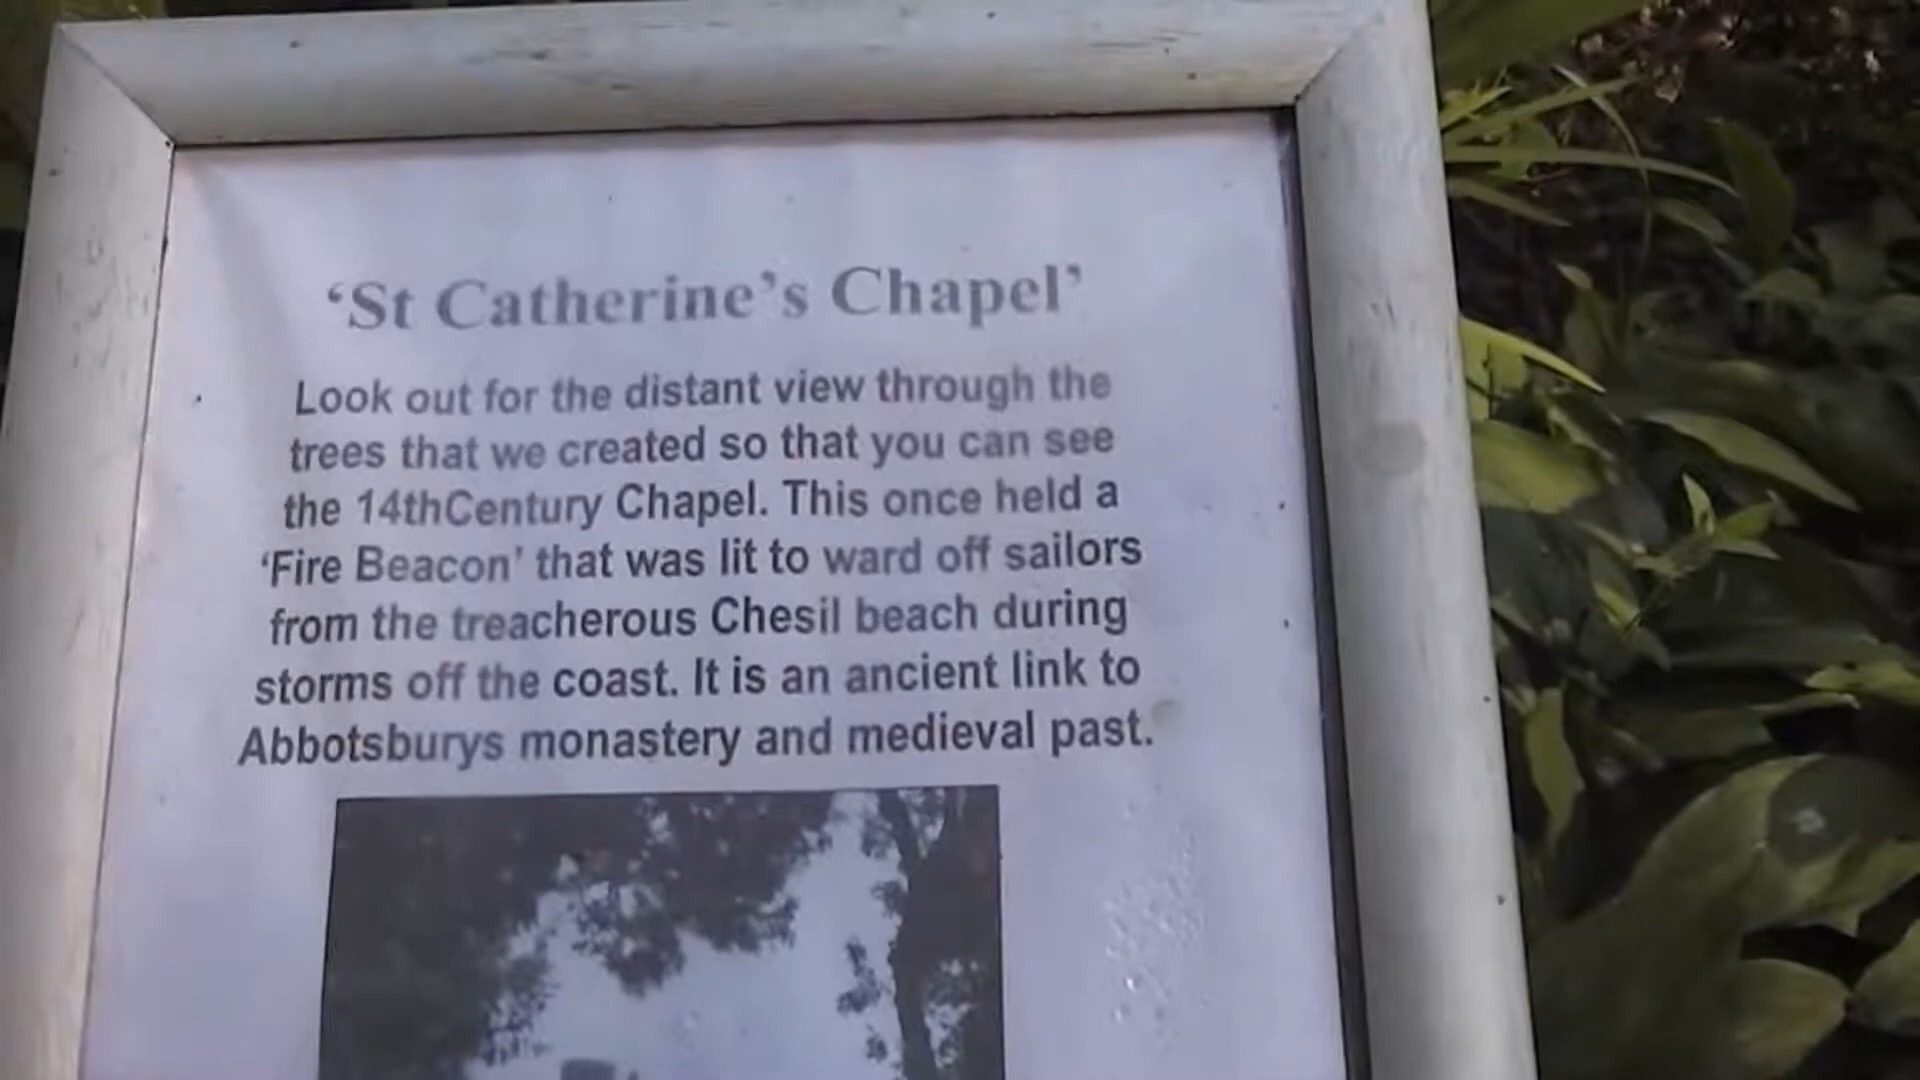 ‘St Catherine’s Chapel’
Look out for the distant view through the
trees that we created so that you can see
the 14thCentury Chapel. This once held a
‘Fire Beacon’ that was lit to ward off sailors
from the treacherous Chesil beach during
storms off the coast. It is an ancient link to
Abbotsburys monastery and medieval past.